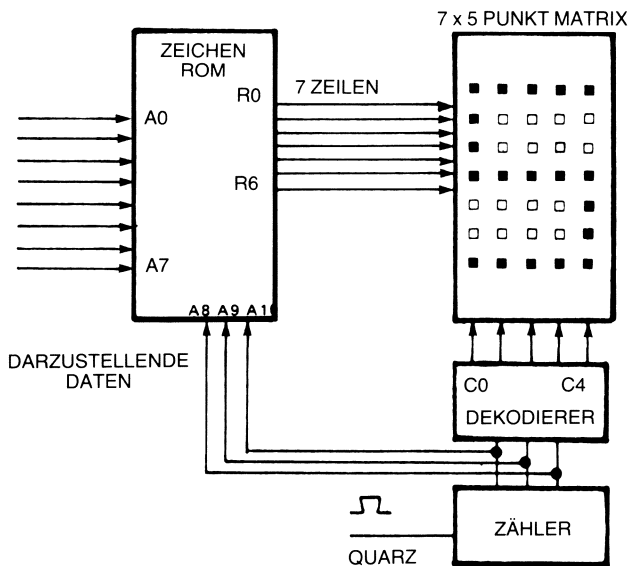 7 x 5 PUNKT MATRIX
ZEICHEN
ROM
R0
7 ZEILEN
A0
R6
A7
A8 A9 A10
DARZUSTELLENDE
DATEN
C0
C4
DEKODIERER
ZÄHLER
QUARZ